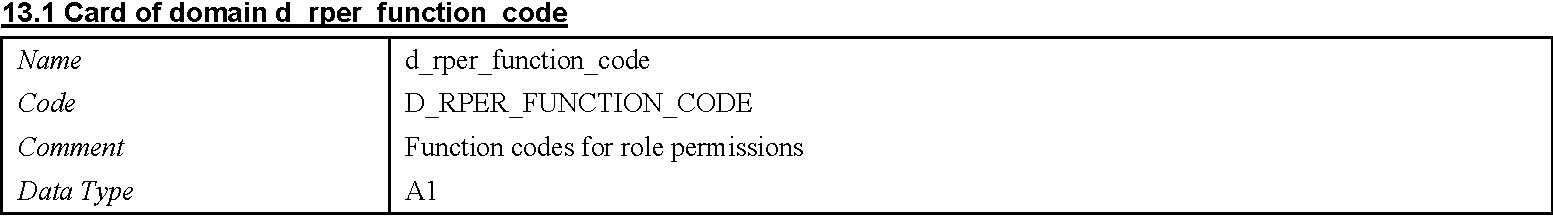 13.1 Card of domain d_rper_function_code
Name d_rper_function_code
Code D_RPER_FUNCTION_CODE
Comment Function codes for role permissions
Data Type A1